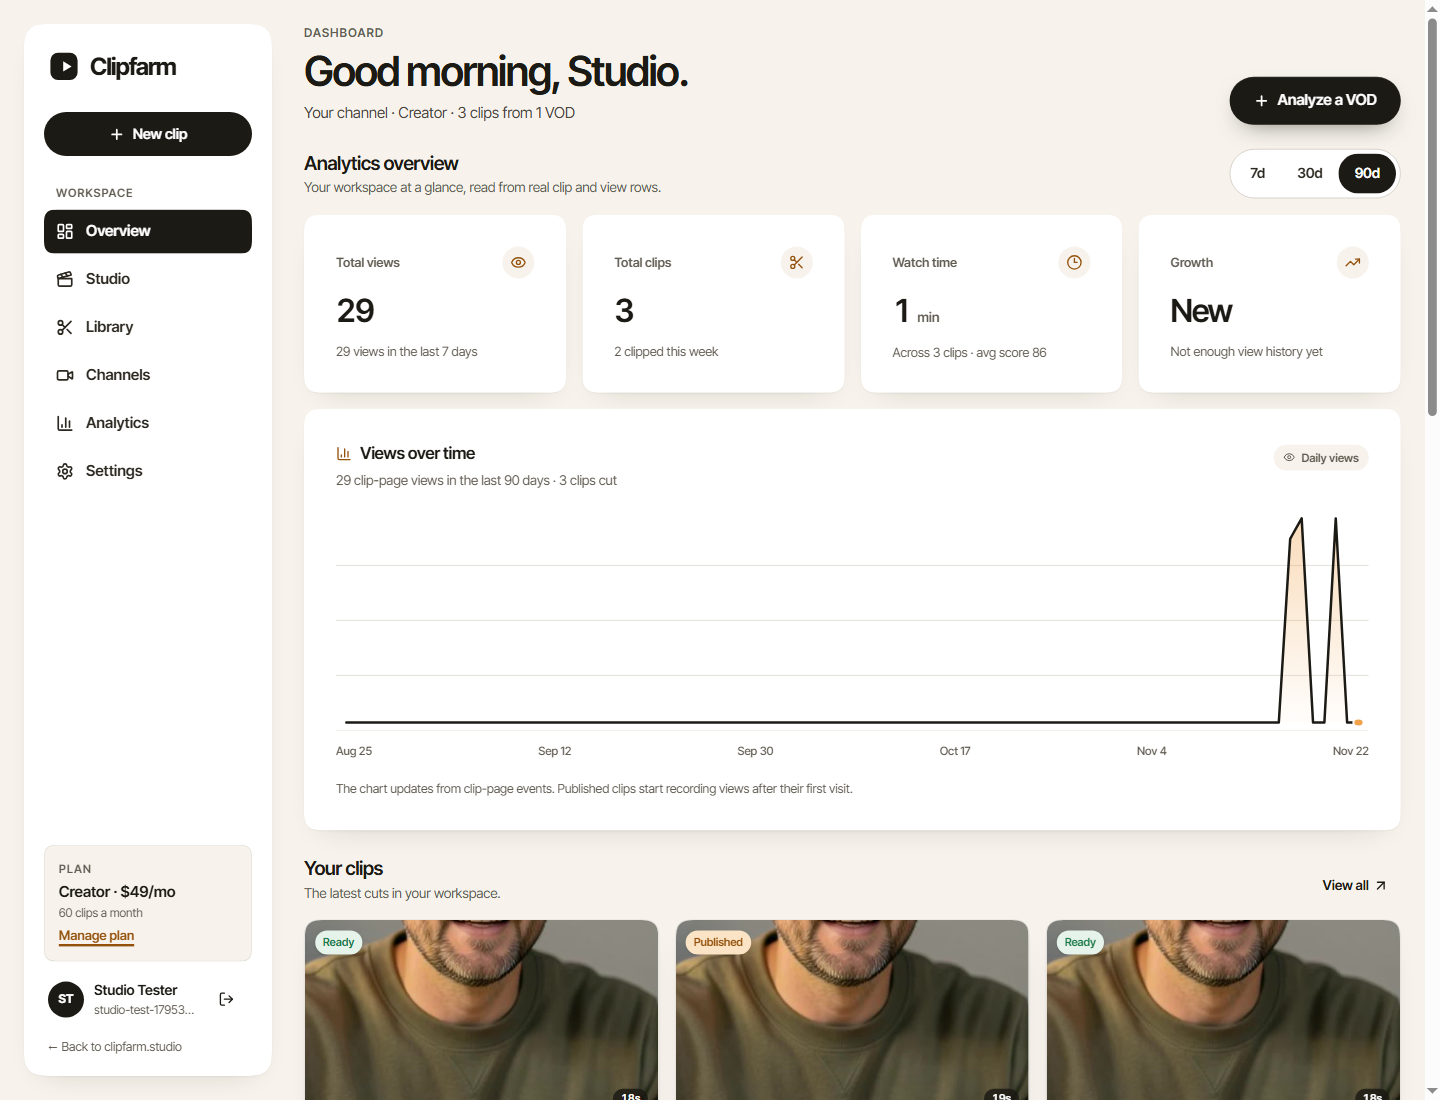 Clipfarm
+ New clip
WORKSPACE
Overview
Studio
Library
Channels
Analytics
Settings
PLAN
Creator · $49/mo
60 clips a month
Manage plan
ST
Studio Tester
studio-test-17953...
← Back to clipfarm.studio
DASHBOARD
Good morning, Studio.
Your channel · Creator · 3 clips from 1 VOD
+ Analyze a VOD
Analytics overview
Your workspace at a glance, read from real clip and view rows.
7d 30d 90d
Total views
29
29 views in the last 7 days
Total clips
3
2 clipped this week
Watch time
1 min
Across 3 clips · avg score 86
Growth
New
Not enough view history yet
Views over time
29 clip-page views in the last 90 days · 3 clips cut
Daily views
Aug 25 Sep 12 Sep 30 Oct 17 Nov 4 Nov 22
The chart updates from clip-page events. Published clips start recording views after their first visit.
Your clips
The latest cuts in your workspace.
View all
Ready
18s
Published
19s
Ready
18s